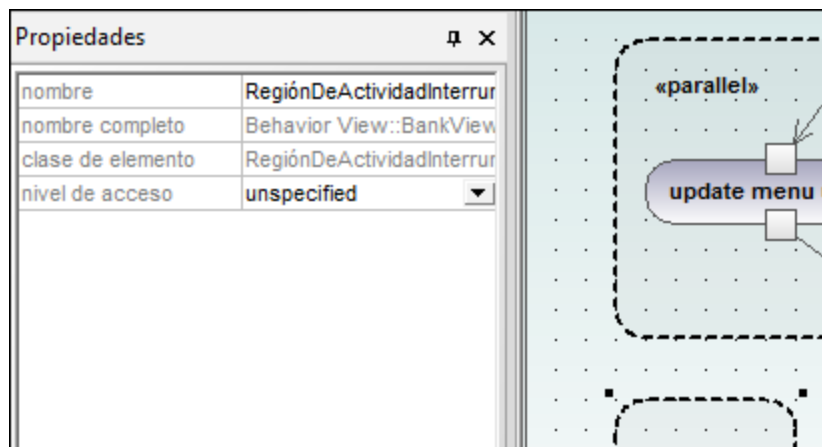 Propiedades
nombre RegiónDeActividadInterrur
nombre completo Behavior View::BankView
clase de elemento RegiónDeActividadInterrur
nivel de acceso unspecified
«parallel»
update menu